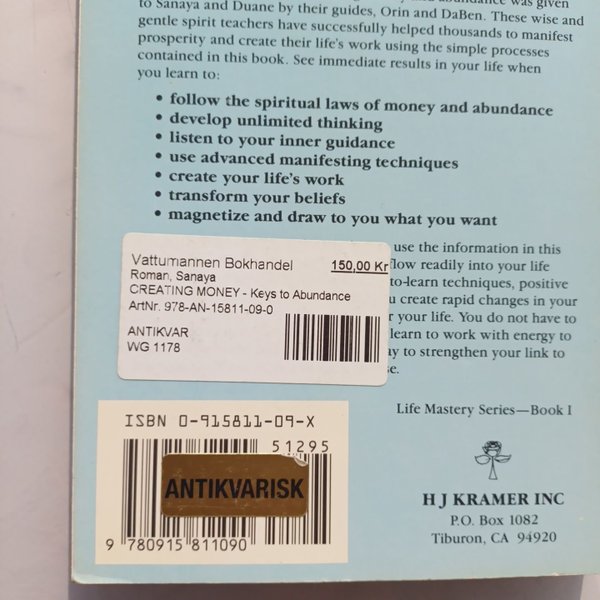 to Sanaya and Duane by their guides, Orin and DaBen. These wise and
gentle spirit teachers have successfully helped thousands to manifest
prosperity and create their life's work using the simple processes
contained in this book. See immediate results in your life when
you learn to:
• follow the spiritual laws of money and abundance
• develop unlimited thinking
• listen to your inner guidance
• use advanced manifesting techniques
• create your life's work
• transform your beliefs
• magnetize and draw to you what you want
use the information in this
flow readily into your life
to-learn techniques, positive
create rapid changes in your
your life. You do not have to
learn to work with energy to
to strengthen your link to
Vattumannen Bokhandel 150,00 Kr
Roman, Sanaya
CREATING MONEY - Keys to Abundance
ArtNr. 978-AN-15811-09-0
ANTIKVAR
WG 1178
Life Mastery Series—Book I
ISBN 0-915811-09-X
51295
ANTIKVARISK
9 780915 811090
H J KRAMER INC
P.O. Box 1082
Tiburon, CA 94920